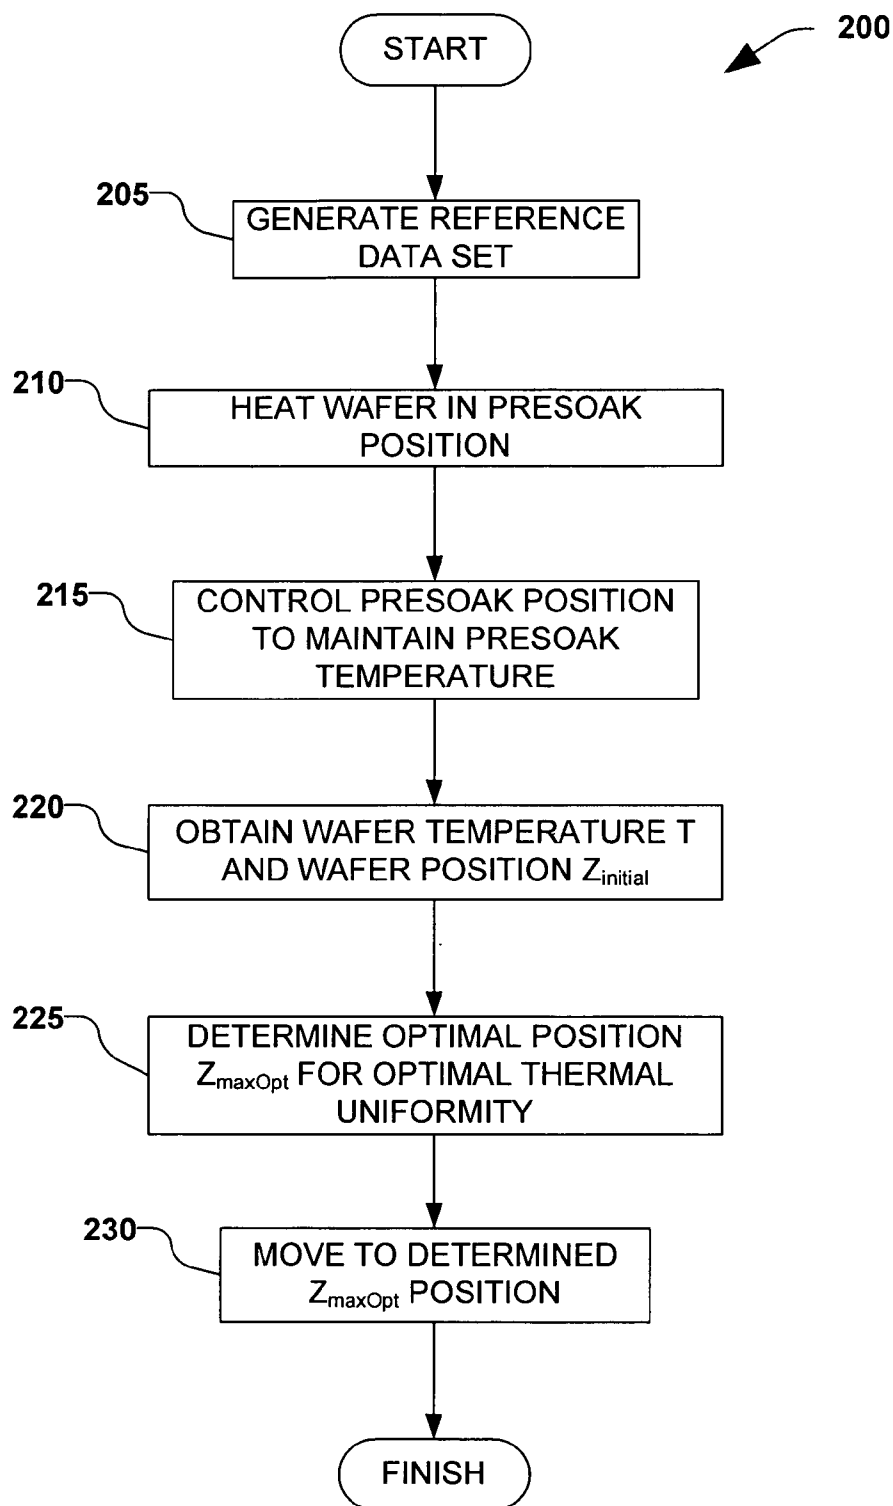 START
200
205
GENERATE REFERENCE
DATA SET
210
HEAT WAFER IN PRESOAK
POSITION
215
CONTROL PRESOAK POSITION
TO MAINTAIN PRESOAK
TEMPERATURE
220
OBTAIN WAFER TEMPERATURE T
AND WAFER POSITION Zinitial
225
DETERMINE OPTIMAL POSITION
ZmaxOpt FOR OPTIMAL THERMAL
UNIFORMITY
230
MOVE TO DETERMINED
ZmaxOpt POSITION
FINISH